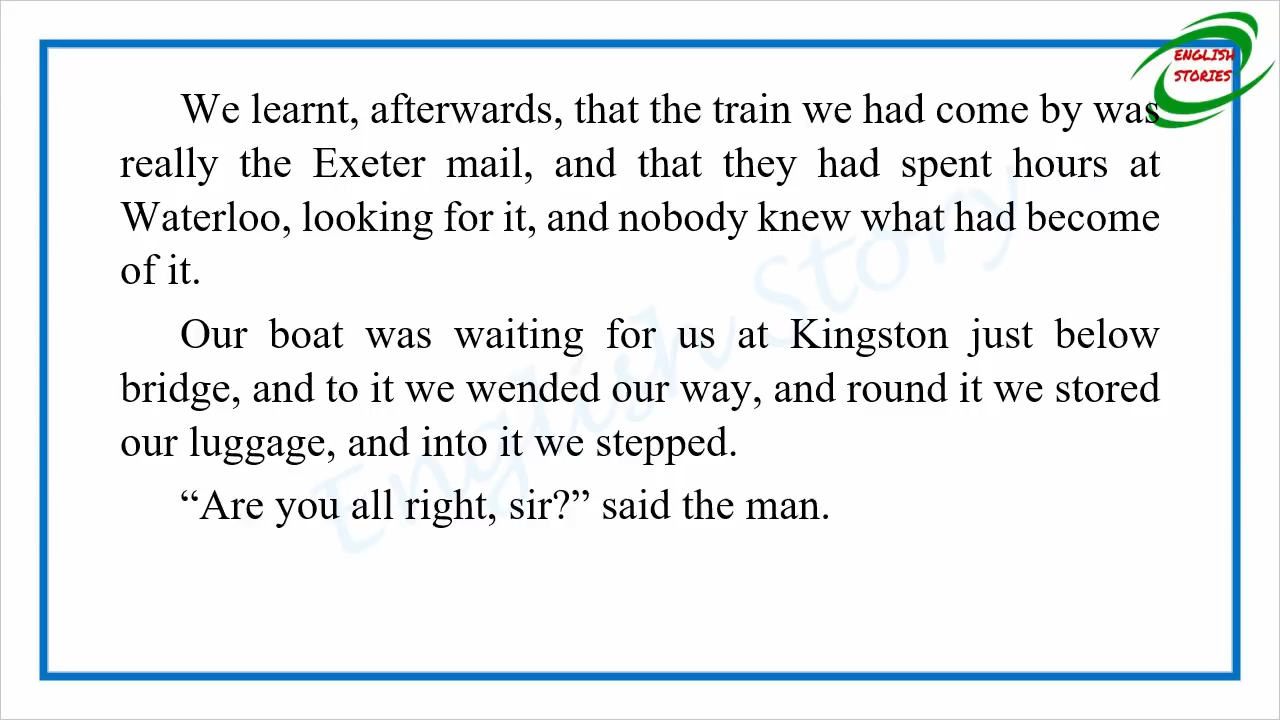 ENGLISH
STORIES
We learnt, afterwards, that the train we had come by was
really the Exeter mail, and that they had spent hours at
Waterloo, looking for it, and nobody knew what had become
of it.
Our boat was waiting for us at Kingston just below
bridge, and to it we wended our way, and round it we stored
our luggage, and into it we stepped.
“Are you all right, sir?” said the man.
English Story